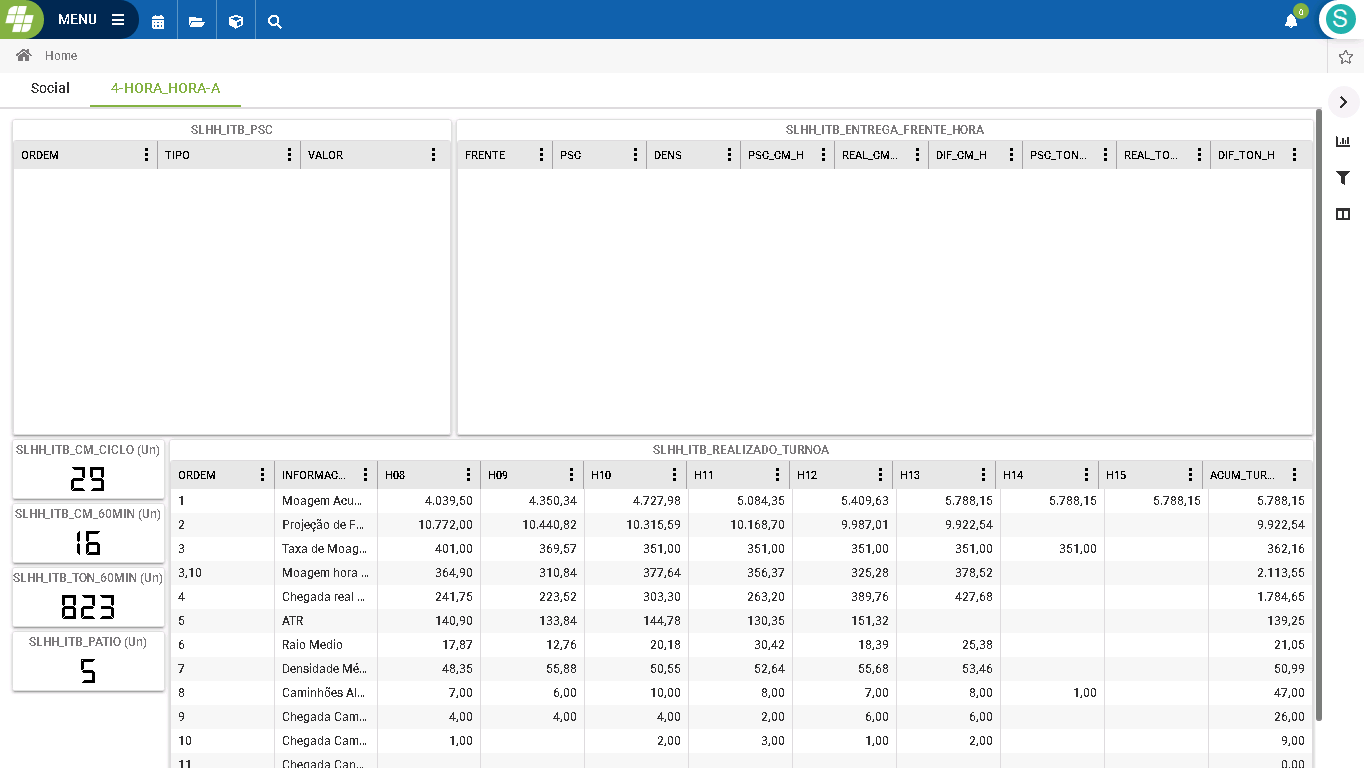 MENU
0
S
Home
Social 4-HORA_HORA-A
SLHH_ITB_PSC
ORDEM TIPO VALOR
SLHH_ITB_ENTREGA_FRENTE_HORA
FRENTE PSC DENS PSC_CM_H REAL_CM... DIF_CM_H PSC_TON... REAL_TO... DIF_TON_H
SLHH_ITB_CM_CICLO (Un)
29
SLHH_ITB_CM_60MIN (Un)
16
SLHH_ITB_TON_60MIN (Un)
823
SLHH_ITB_PATIO (Un)
5
SLHH_ITB_REALIZADO_TURNOA
ORDEM INFORMAC... H08 H09 H10 H11 H12 H13 H14 H15 ACUM_TUR...
1 Moagem Acu... 4.039,50 4.350,34 4.727,98 5.084,35 5.409,63 5.788,15 5.788,15 5.788,15 5.788,15
2 Projeção de F... 10.772,00 10.440,82 10.315,59 10.168,70 9.987,01 9.922,54 9.922,54
3 Taxa de Moag... 401,00 369,57 351,00 351,00 351,00 351,00 351,00 362,16
3,10 Moagem hora ... 364,90 310,84 377,64 356,37 325,28 378,52 2.113,55
4 Chegada real ... 241,75 223,52 303,30 263,20 389,76 427,68 1.784,65
5 ATR 140,90 133,84 144,78 130,35 151,32 139,25
6 Raio Medio 17,87 12,76 20,18 30,42 18,39 25,38 21,05
7 Densidade Mé... 48,35 55,88 50,55 52,64 55,68 53,46 50,99
8 Caminhões Al... 7,00 6,00 10,00 8,00 7,00 8,00 1,00 47,00
9 Chegada Cam... 4,00 4,00 4,00 2,00 6,00 6,00 26,00
10 Chegada Cam... 1,00 2,00 3,00 1,00 2,00 9,00
11 Chegada Can... 0,00